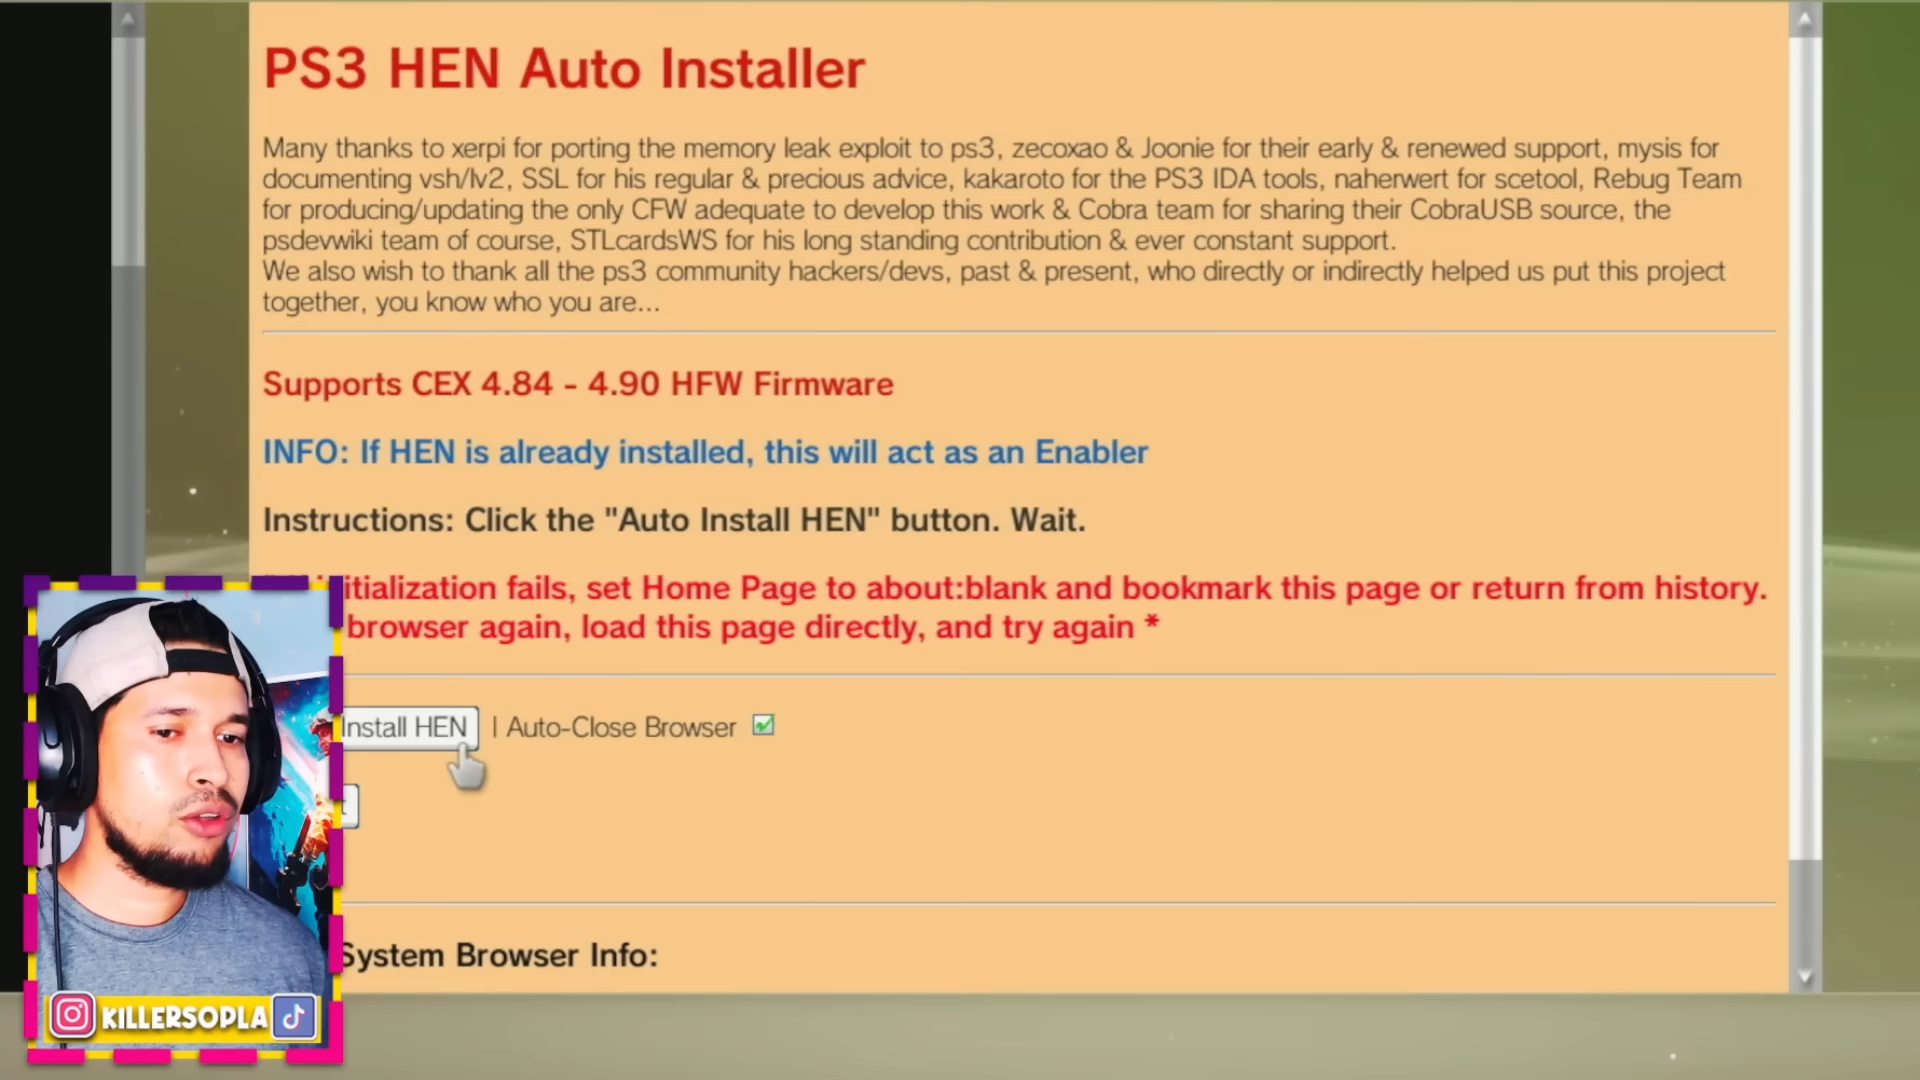 PS3 HEN Auto Installer
Many thanks to xerpi for porting the memory leak exploit to ps3, zecoxao & Joonie for their early & renewed support, mysis for
documenting vsh/lv2, SSL for his regular & precious advice, kakaroto for the PS3 IDA tools, naherwert for scetool, Rebug Team
for producing/updating the only CFW adequate to develop this work & Cobra team for sharing their CobraUSB source, the
psdevwiki team of course, STLcardsWS for his long standing contribution & ever constant support.
We also wish to thank all the ps3 community hackers/devs, past & present, who directly or indirectly helped us put this project
together, you know who you are...
Supports CEX 4.84 - 4.90 HFW Firmware
INFO: If HEN is already installed, this will act as an Enabler
Instructions: Click the "Auto Install HEN" button. Wait.
itialization fails, set Home Page to about:blank and bookmark this page or return from history.
browser again, load this page directly, and try again *
nstall HEN | Auto-Close Browser
System Browser Info:
KILLERSOPLA